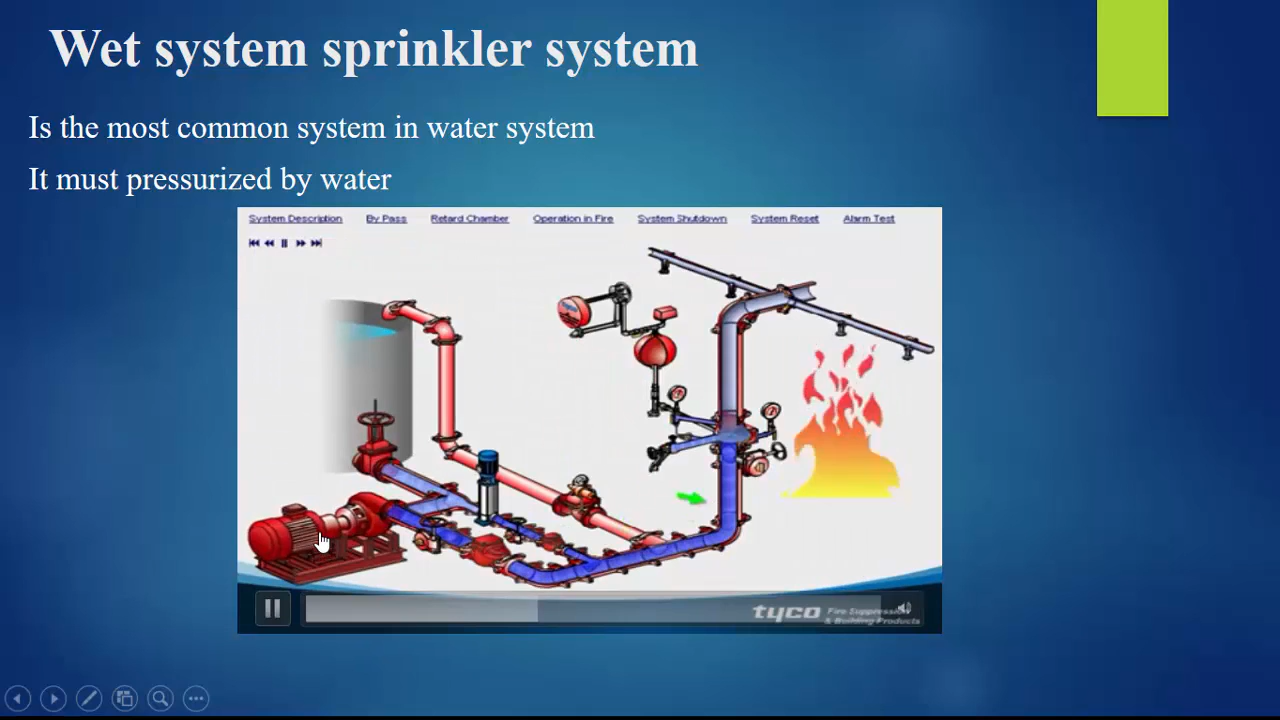 Wet system sprinkler system
Is the most common system in water system
It must pressurized by water
System Description By Pass Retard Chamber Operation in Fire System Shutdown System Reset Alarm Test
tyco Fire Suppression
& Building Products